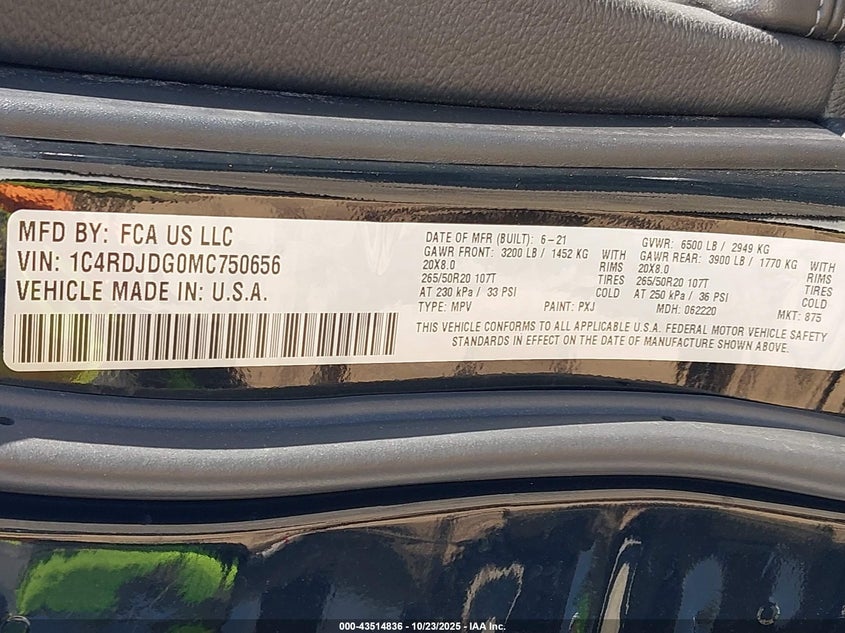 MFD BY: FCA US LLC
VIN: 1C4RDJDG0MC750656
VEHICLE MADE IN: U.S.A.
DATE OF MFR (BUILT): 6-21
GVWR: 6500 LB / 2949 KG
GAWR FRONT: 3200 LB / 1452 KG WITH
20X8.0 RIMS
265/50R20 107T TIRES
AT 230 kPa / 33 PSI COLD
GAWR REAR: 3900 LB / 1770 KG WITH
20X8.0 RIMS
265/50R20 107T TIRES
AT 250 kPa / 36 PSI COLD
TYPE: MPV PAINT: PXJ MDH: 062220 MKT: 875
THIS VEHICLE CONFORMS TO ALL APPLICABLE U.S.A. FEDERAL MOTOR VEHICLE SAFETY
STANDARDS IN EFFECT ON THE DATE OF MANUFACTURE SHOWN ABOVE.
000-43514836 - 10/23/2025 - IAA Inc.